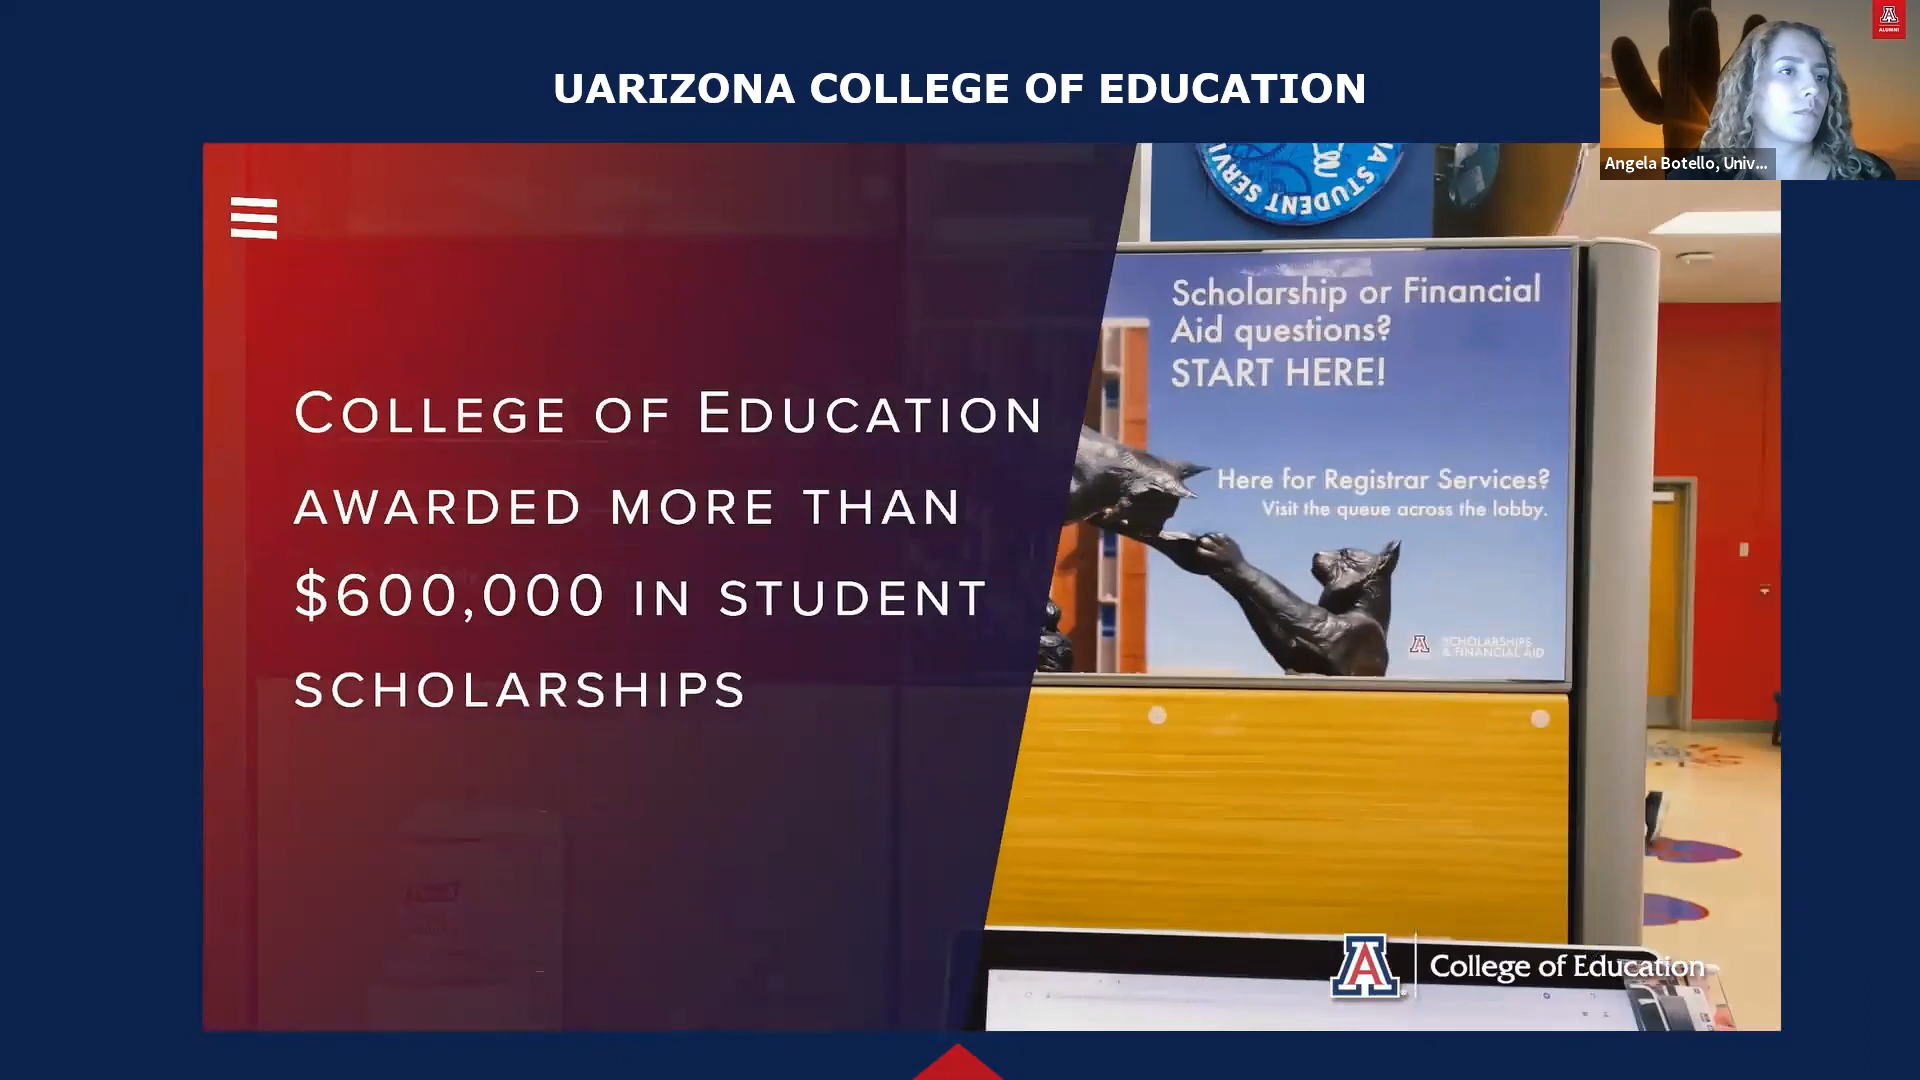 UARIZONA COLLEGE OF EDUCATION
A
ALUMNI
Angela Botello, Univ...
COLLEGE OF EDUCATION
AWARDED MORE THAN
$600,000 IN STUDENT
SCHOLARSHIPS
A STUDENT SERVI
Scholarship or Financial
Aid questions?
START HERE!
Here for Registrar Services?
Visit the queue across the lobby.
A SCHOLARSHIPS
& FINANCIAL AID
A College of Education